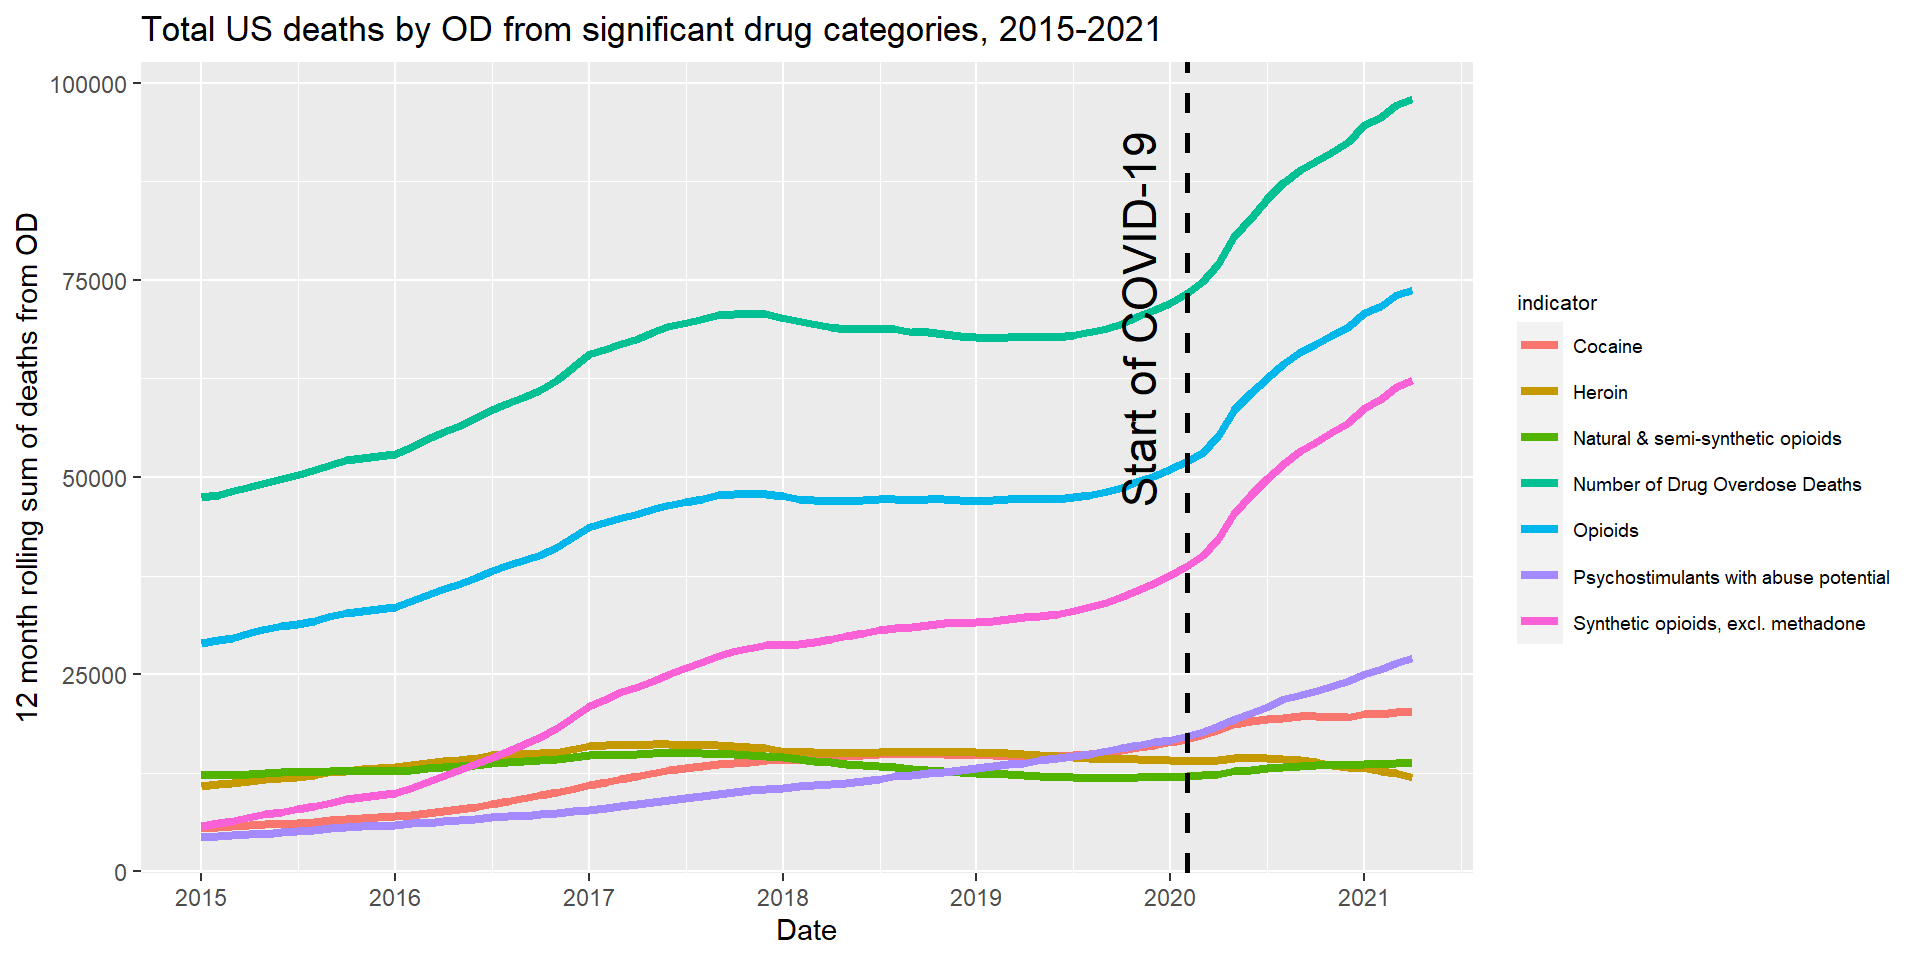 Total US deaths by OD from significant drug categories, 2015-2021
12 month rolling sum of deaths from OD
100000
75000
50000
25000
0
Start of COVID-19
2015
2016
2017
2018
2019
2020
2021
Date
indicator
Cocaine
Heroin
Natural & semi-synthetic opioids
Number of Drug Overdose Deaths
Opioids
Psychostimulants with abuse potential
Synthetic opioids, excl. methadone